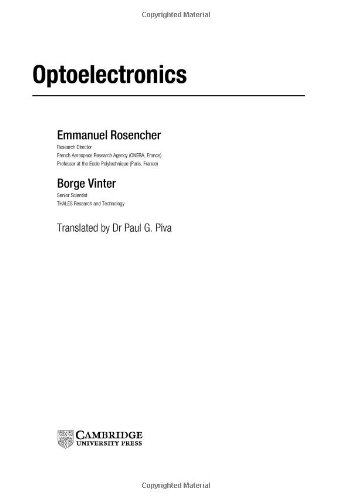 Copyrighted Material
Optoelectronics
Emmanuel Rosencher
Research Director
French Aerospace Research Agency (ONERA, France)
Professor at the Ecole Polytechnique (Paris, France)
Borge Vinter
Senior Scientist
THALES Research and Technology
Translated by Dr Paul G. Piva
CAMBRIDGE
UNIVERSITY PRESS
Copyrighted Material